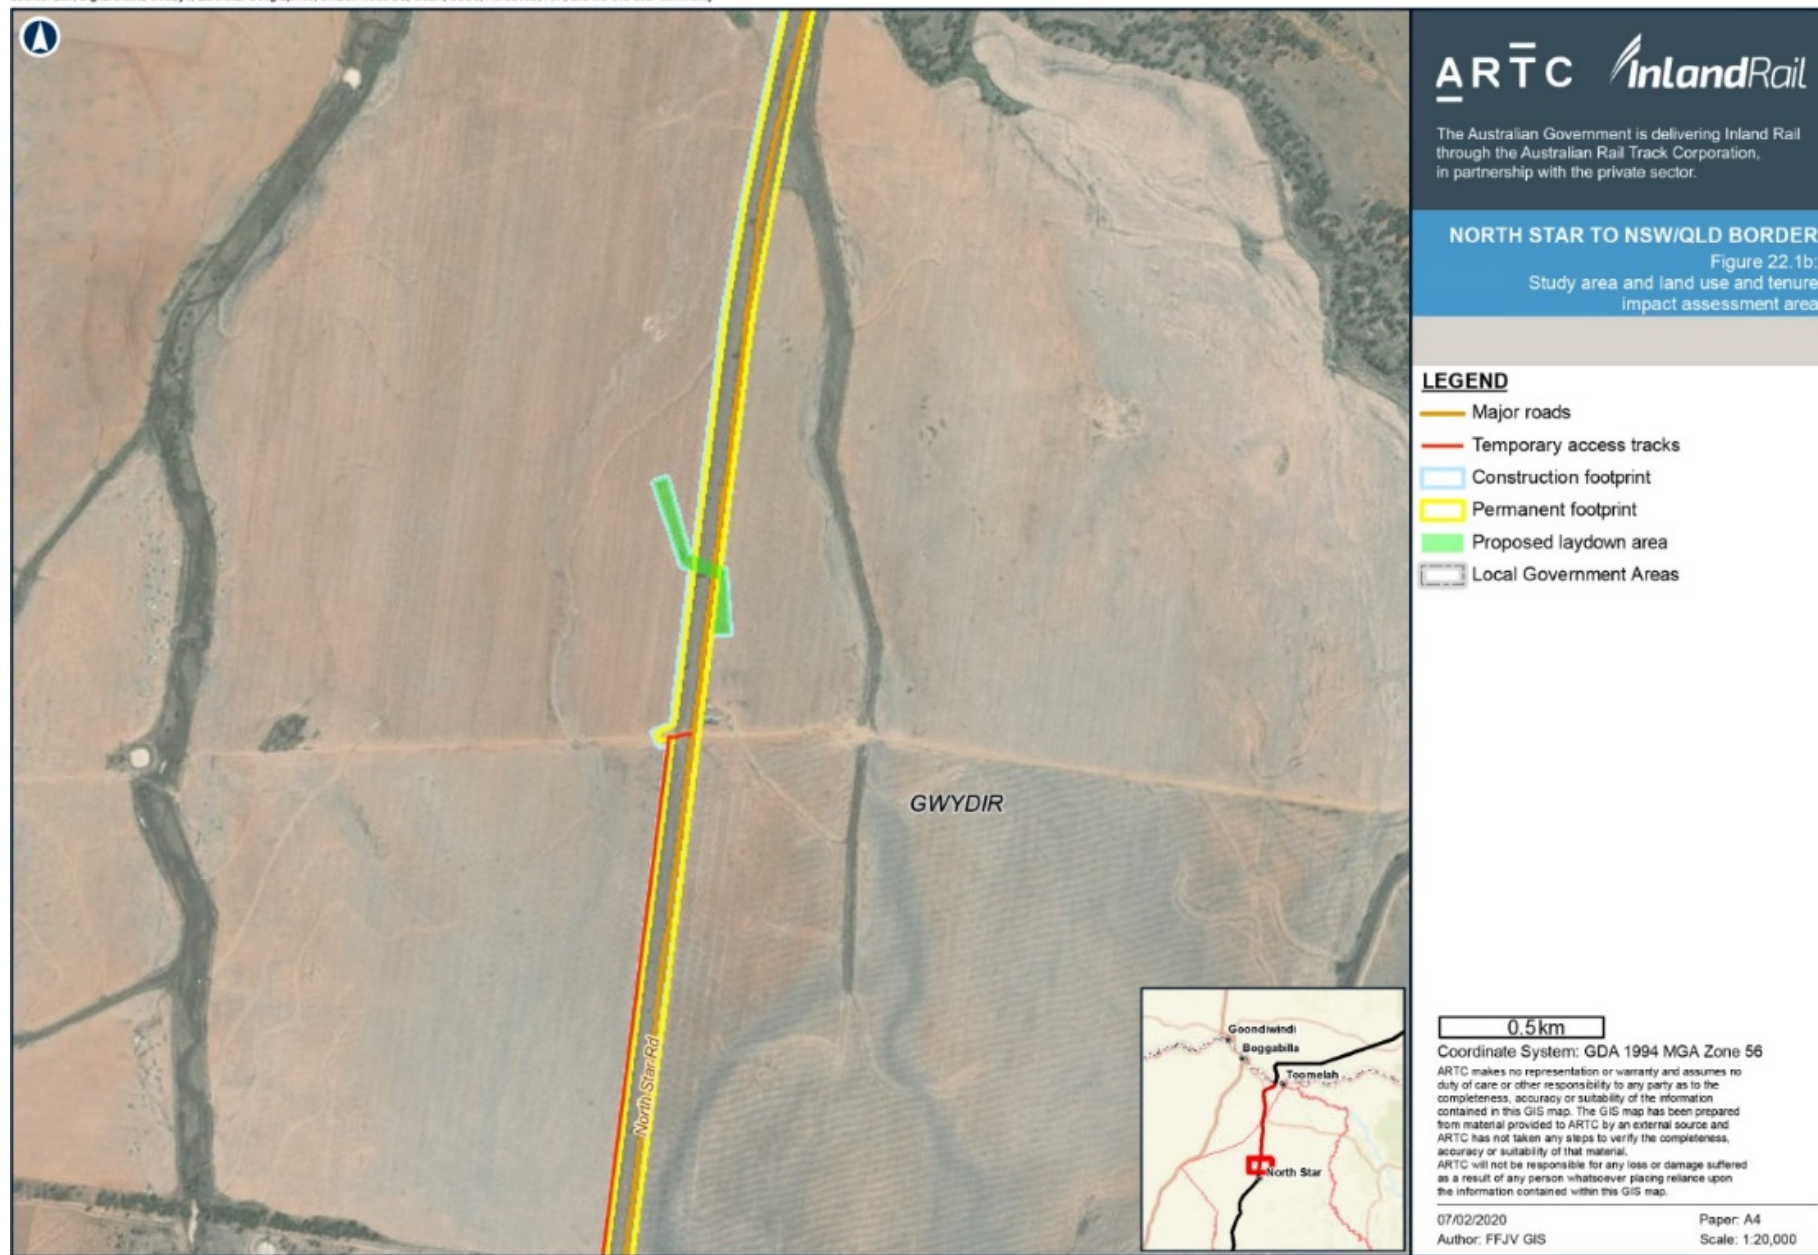 ARTC InlandRail
The Australian Government is delivering Inland Rail
through the Australian Rail Track Corporation,
in partnership with the private sector.
NORTH STAR TO NSW/QLD BORDER
Figure 22.1b:
Study area and land use and tenure
impact assessment area
LEGEND
Major roads
Temporary access tracks
Construction footprint
Permanent footprint
Proposed laydown area
Local Government Areas
GWYDIR
North Star Rd
Goondiwindi
Boggabilla
Toomelah
North Star
0.5km
Coordinate System: GDA 1994 MGA Zone 56
ARTC makes no representation or warranty and assumes no
duty of care or other responsibility to any party as to the
completeness, accuracy or suitability of the information
contained in this GIS map. The GIS map has been prepared
from material provided to ARTC by an external source and
ARTC has not taken any steps to verify the completeness,
accuracy or suitability of that material.
ARTC will not be responsible for any loss or damage suffered
as a result of any person whatsoever placing reliance upon
the information contained within this GIS map.
07/02/2020 Paper: A4
Author: FFJV GIS Scale: 1:20,000